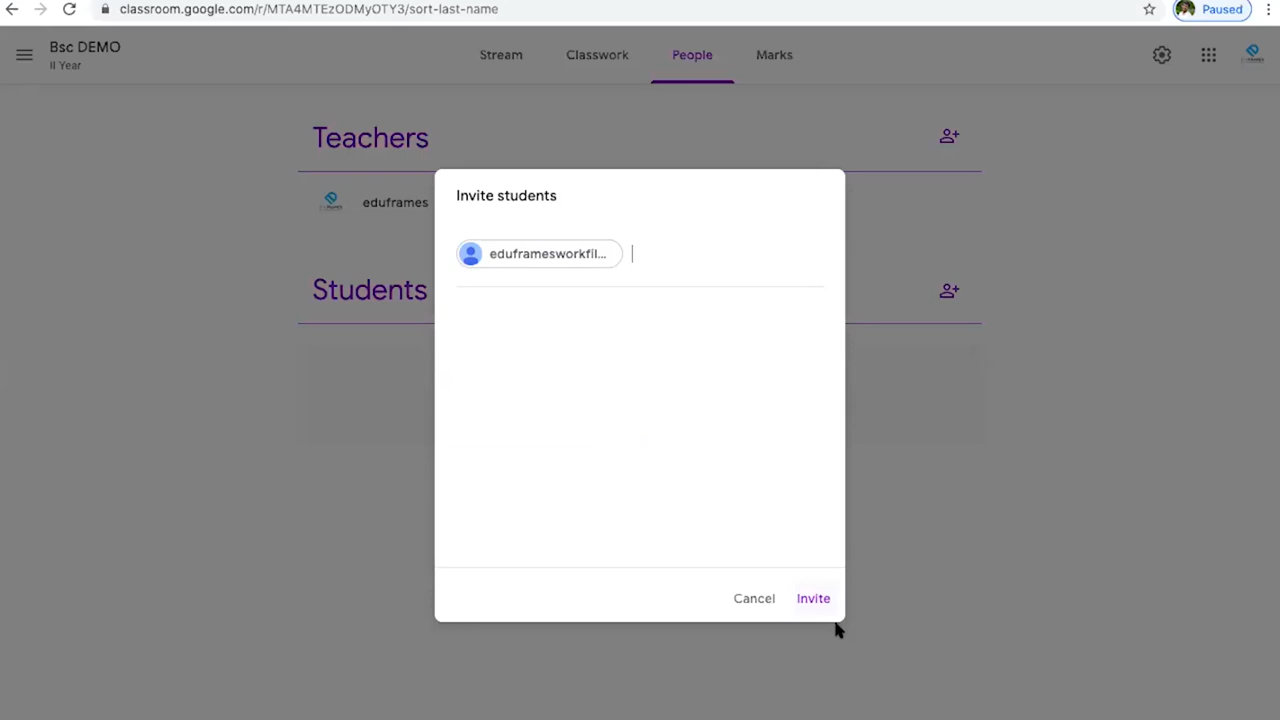 classroom.google.com/r/MTA4MTEzODMyOTY3/sort-last-name
Paused
Bsc DEMO
II Year
Stream
Classwork
People
Marks
Teachers
Invite students
eduframes
eduframesworkfil...
Students
Cancel
Invite